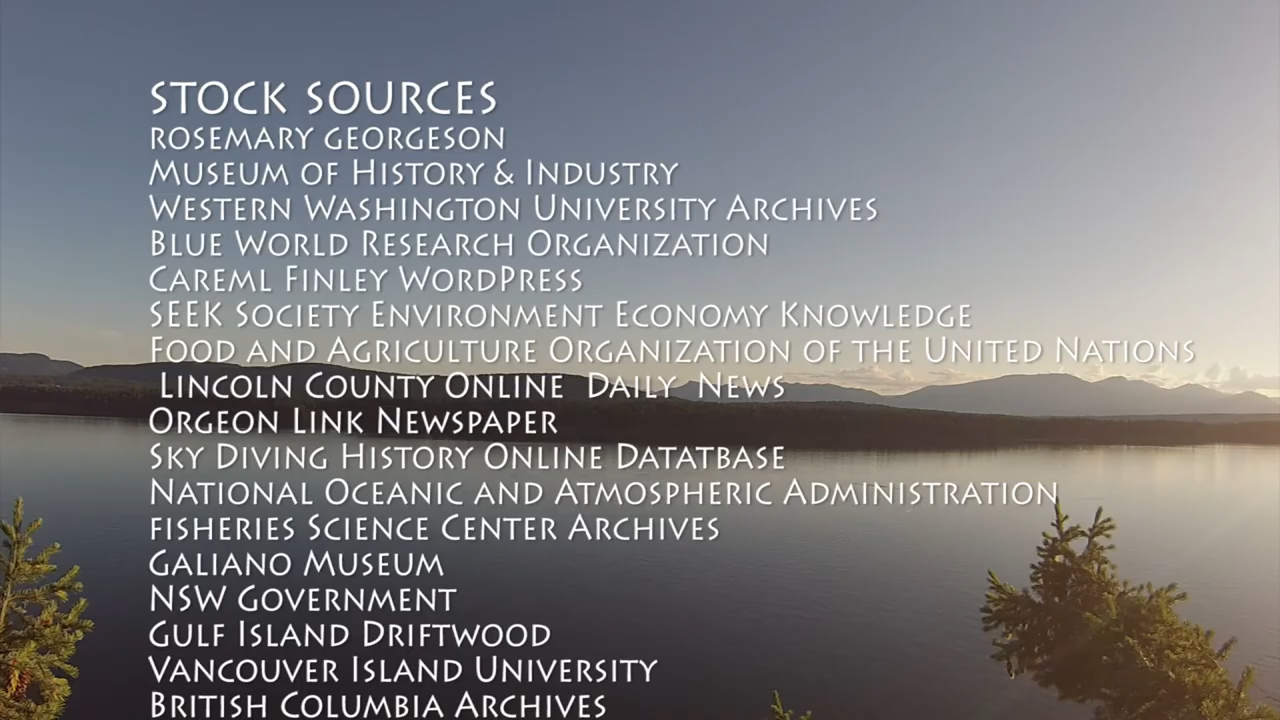 STOCK SOURCES
ROSEMARY GEORGESON
MUSEUM OF HISTORY & INDUSTRY
WESTERN WASHINGTON UNIVERSITY ARCHIVES
BLUE WORLD RESEARCH ORGANIZATION
CAREML FINLEY WORDPRESS
SEEK SOCIETY ENVIRONMENT ECONOMY KNOWLEDGE
FOOD AND AGRICULTURE ORGANIZATION OF THE UNITED NATIONS
LINCOLN COUNTY ONLINE DAILY NEWS
ORGEON LINK NEWSPAPER
SKY DIVING HISTORY ONLINE DATATBASE
NATIONAL OCEANIC AND ATMOSPHERIC ADMINISTRATION
FISHERIES SCIENCE CENTER ARCHIVES
GALIANO MUSEUM
NSW GOVERNMENT
GULF ISLAND DRIFTWOOD
VANCOUVER ISLAND UNIVERSITY
BRITISH COLUMBIA ARCHIVES